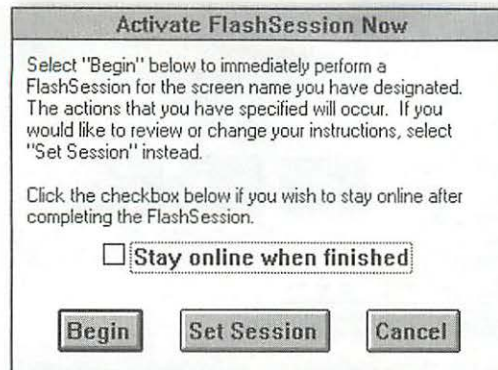 Activate FlashSession Now
Select "Begin" below to immediately perform a
FlashSession for the screen name you have designated.
The actions that you have specified will occur. If you
would like to review or change your instructions, select
"Set Session" instead.
Click the checkbox below if you wish to stay online after
completing the FlashSession.
Stay online when finished
Begin Set Session Cancel